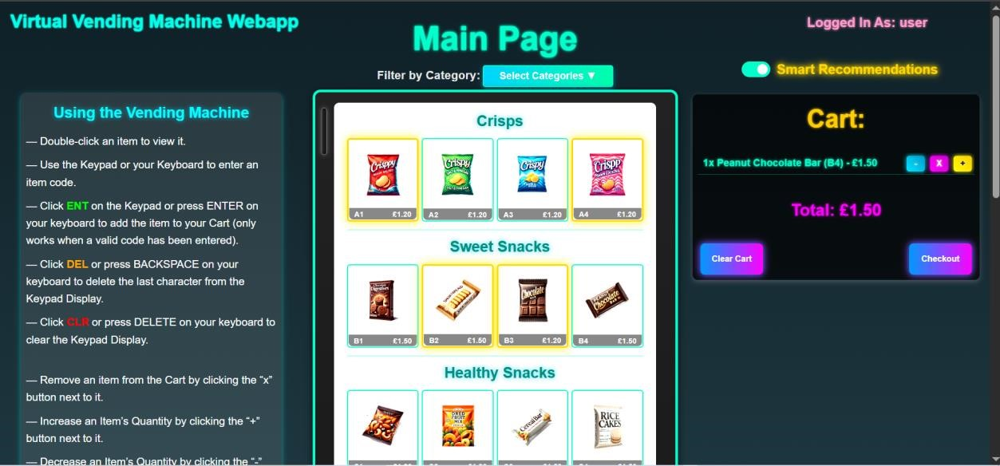 Virtual Vending Machine Webapp
Main Page
Logged In As: user
Filter by Category:
Select Categories ▼
Smart Recommendations
Using the Vending Machine
— Double-click an item to view it.
— Use the Keypad or your Keyboard to enter an
item code.
— Click ENT on the Keypad or press ENTER on
your keyboard to add the item to your Cart (only
works when a valid code has been entered).
— Click DEL or press BACKSPACE on your
keyboard to delete the last character from the
Keypad Display.
— Click CLR or press DELETE on your keyboard to
clear the Keypad Display.
— Remove an item from the Cart by clicking the “x”
button next to it.
— Increase an Item’s Quantity by clicking the “+”
button next to it.
— Decrease an Item’s Quantity by clicking the “-”
Crisps
Crispy
Crispy
Crispy
Crispp
A1 £1.20
A2 £1.20
A3 £1.20
A4 £1.20
Sweet Snacks
Digestives
SHORTBREAD
Chocolate
BAR
PEANUT
Chocolate
BAR
B1 £1.50
B2 £1.50
B3 £1.20
B4 £1.50
Healthy Snacks
DRED
FRUIT
MIX
Cereal Bar
RICE
CAKES
Cart:
1x Peanut Chocolate Bar (B4) - £1.50
- X +
Total: £1.50
Clear Cart
Checkout